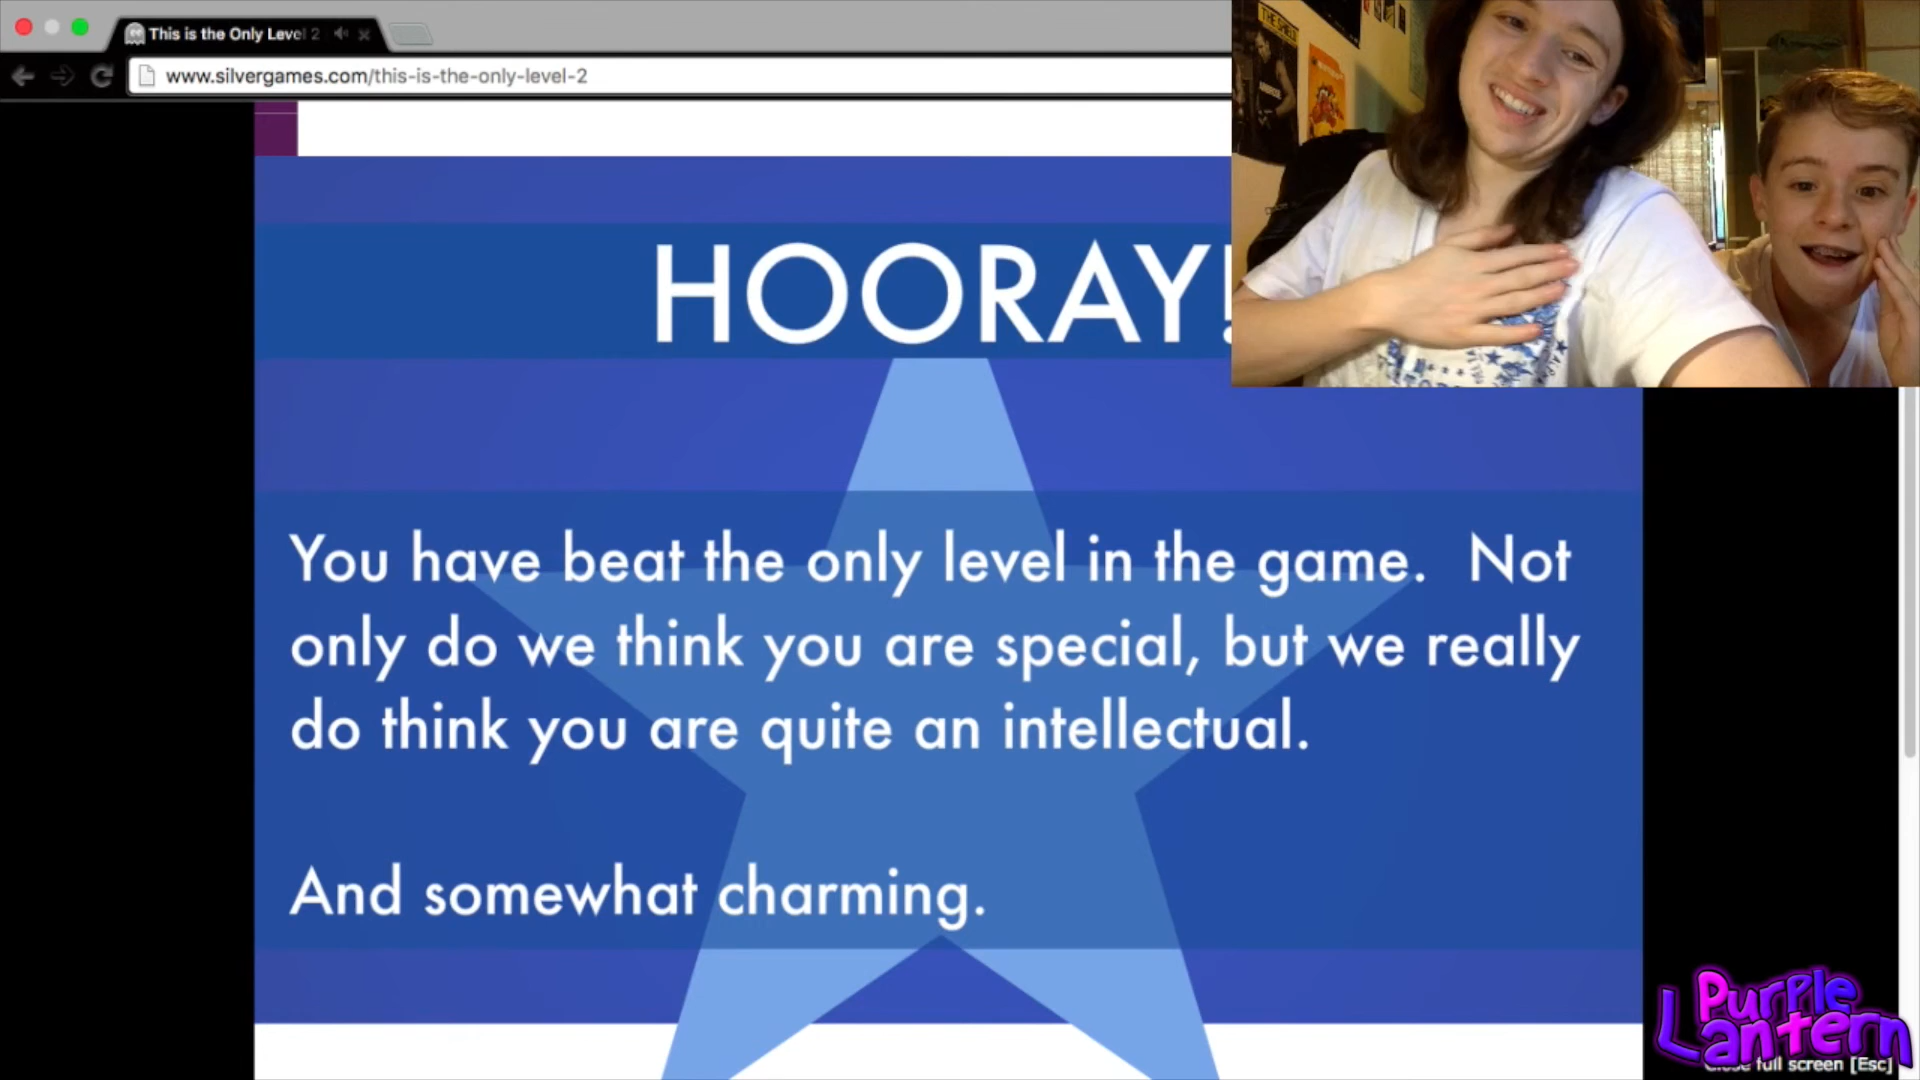 This is the Only Level 2
www.silvergames.com/this-is-the-only-level-2
HOORAY!
You have beat the only level in the game. Not
only do we think you are special, but we really
do think you are quite an intellectual.
And somewhat charming.
Purple
Lantern
full screen [Esc]